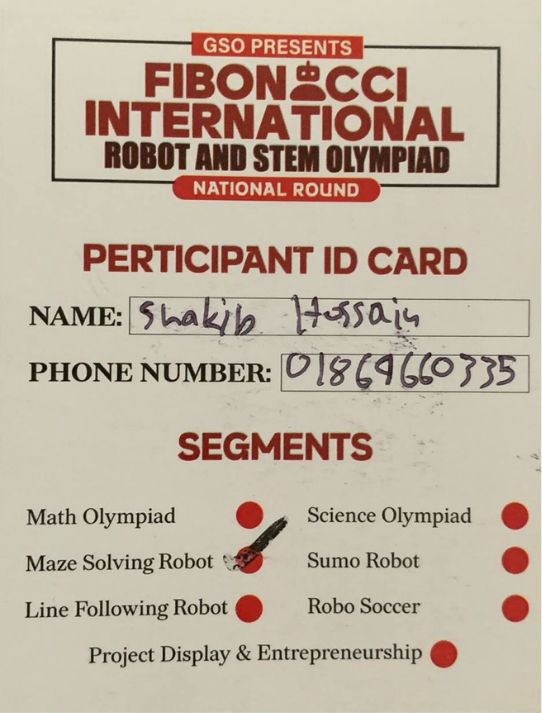 GSO PRESENTS
FIBONACCI
INTERNATIONAL
ROBOT AND STEM OLYMPIAD
NATIONAL ROUND
PERTICIPANT ID CARD
NAME: Shakib Hossain
PHONE NUMBER: 01869660335
SEGMENTS
Math Olympiad Science Olympiad
Maze Solving Robot Sumo Robot
Line Following Robot Robo Soccer
Project Display & Entrepreneurship